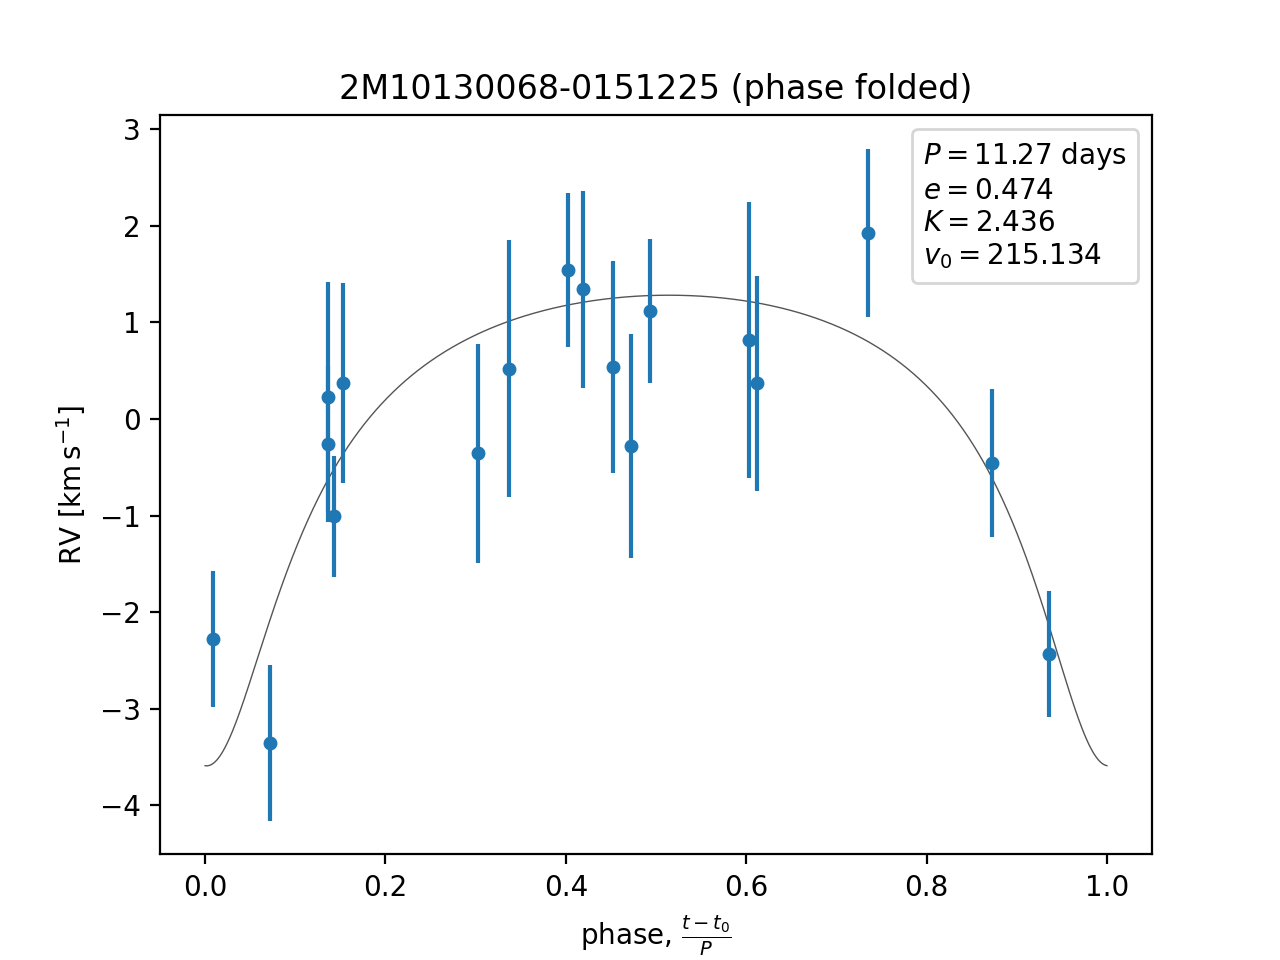 2M10130068-0151225 (phase folded)
P = 11.27 days
e = 0.474
K = 2.436
v₀ = 215.134
3
2
1
0
−1
−2
−3
−4
RV [km s⁻¹]
0.0 0.2 0.4 0.6 0.8 1.0
phase, (t − t₀)/P